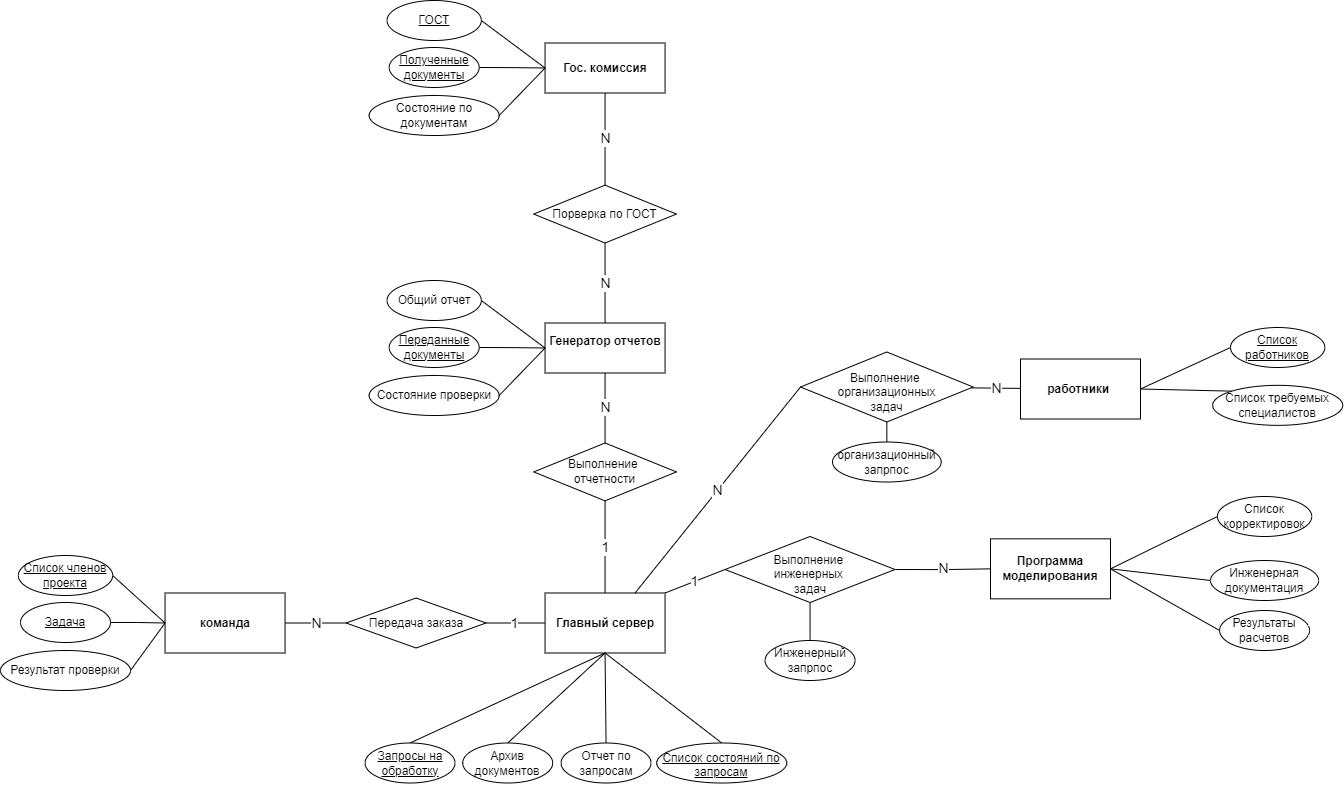 ГОСТ
Полученные
документы
Состояние по
документам
Гос. комиссия
N
Порверка по ГОСТ
N
Общий отчет
Переданные
документы
Состояние проверки
Генератор отчетов
N
Выполнение
отчетности
1
Выполнение
организационных
задач
N
работники
Список
работников
Список требуемых
специалистов
организационный
запрпос
N
Выполнение
инженерных
задач
1
N
Программа
моделирования
Список
корректировок
Инженерная
документация
Результаты
расчетов
Инженерный
запрпос
Список членов
проекта
Задача
Результат проверки
команда
N
Передача заказа
1
Главный сервер
Запросы на
обработку
Архив
документов
Отчет по
запросам
Список состояний по
запросам